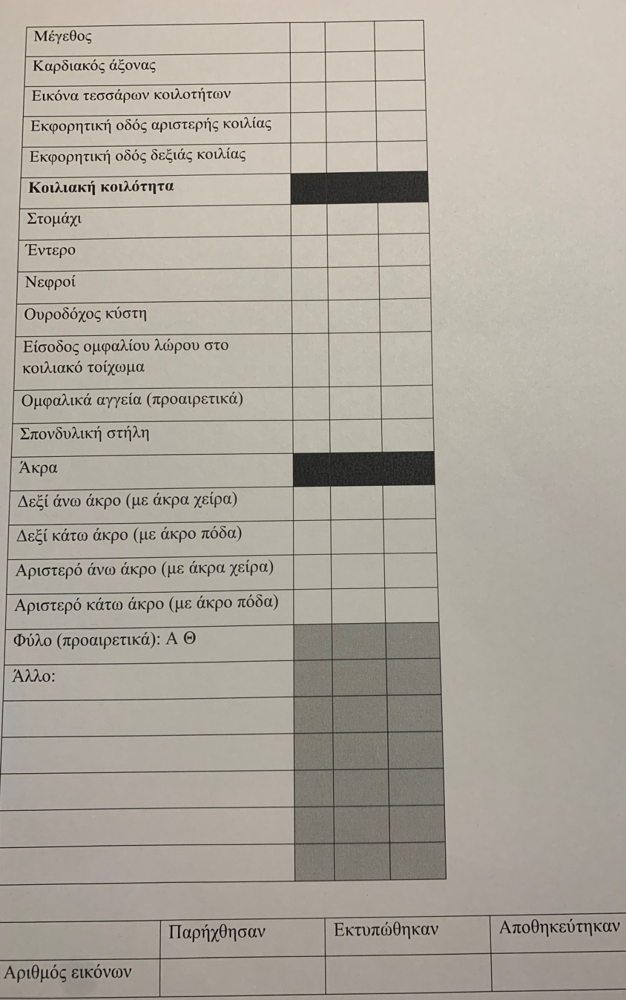 Μέγεθος
Καρδιακός άξονας
Εικόνα τεσσάρων κοιλοτήτων
Εκφορητική οδός αριστερής κοιλίας
Εκφορητική οδός δεξιάς κοιλίας
Κοιλιακή κοιλότητα
Στομάχι
Έντερο
Νεφροί
Ουροδόχος κύστη
Είσοδος ομφαλίου λώρου στο
κοιλιακό τοίχωμα
Ομφαλικά αγγεία (προαιρετικά)
Σπονδυλική στήλη
Άκρα
Δεξί άνω άκρο (με άκρα χείρα)
Δεξί κάτω άκρο (με άκρο πόδα)
Αριστερό άνω άκρο (με άκρα χείρα)
Αριστερό κάτω άκρο (με άκρο πόδα)
Φύλο (προαιρετικά): Α Θ
Άλλο:
Παρήχθησαν Εκτυπώθηκαν Αποθηκεύτηκαν
Αριθμός εικόνων